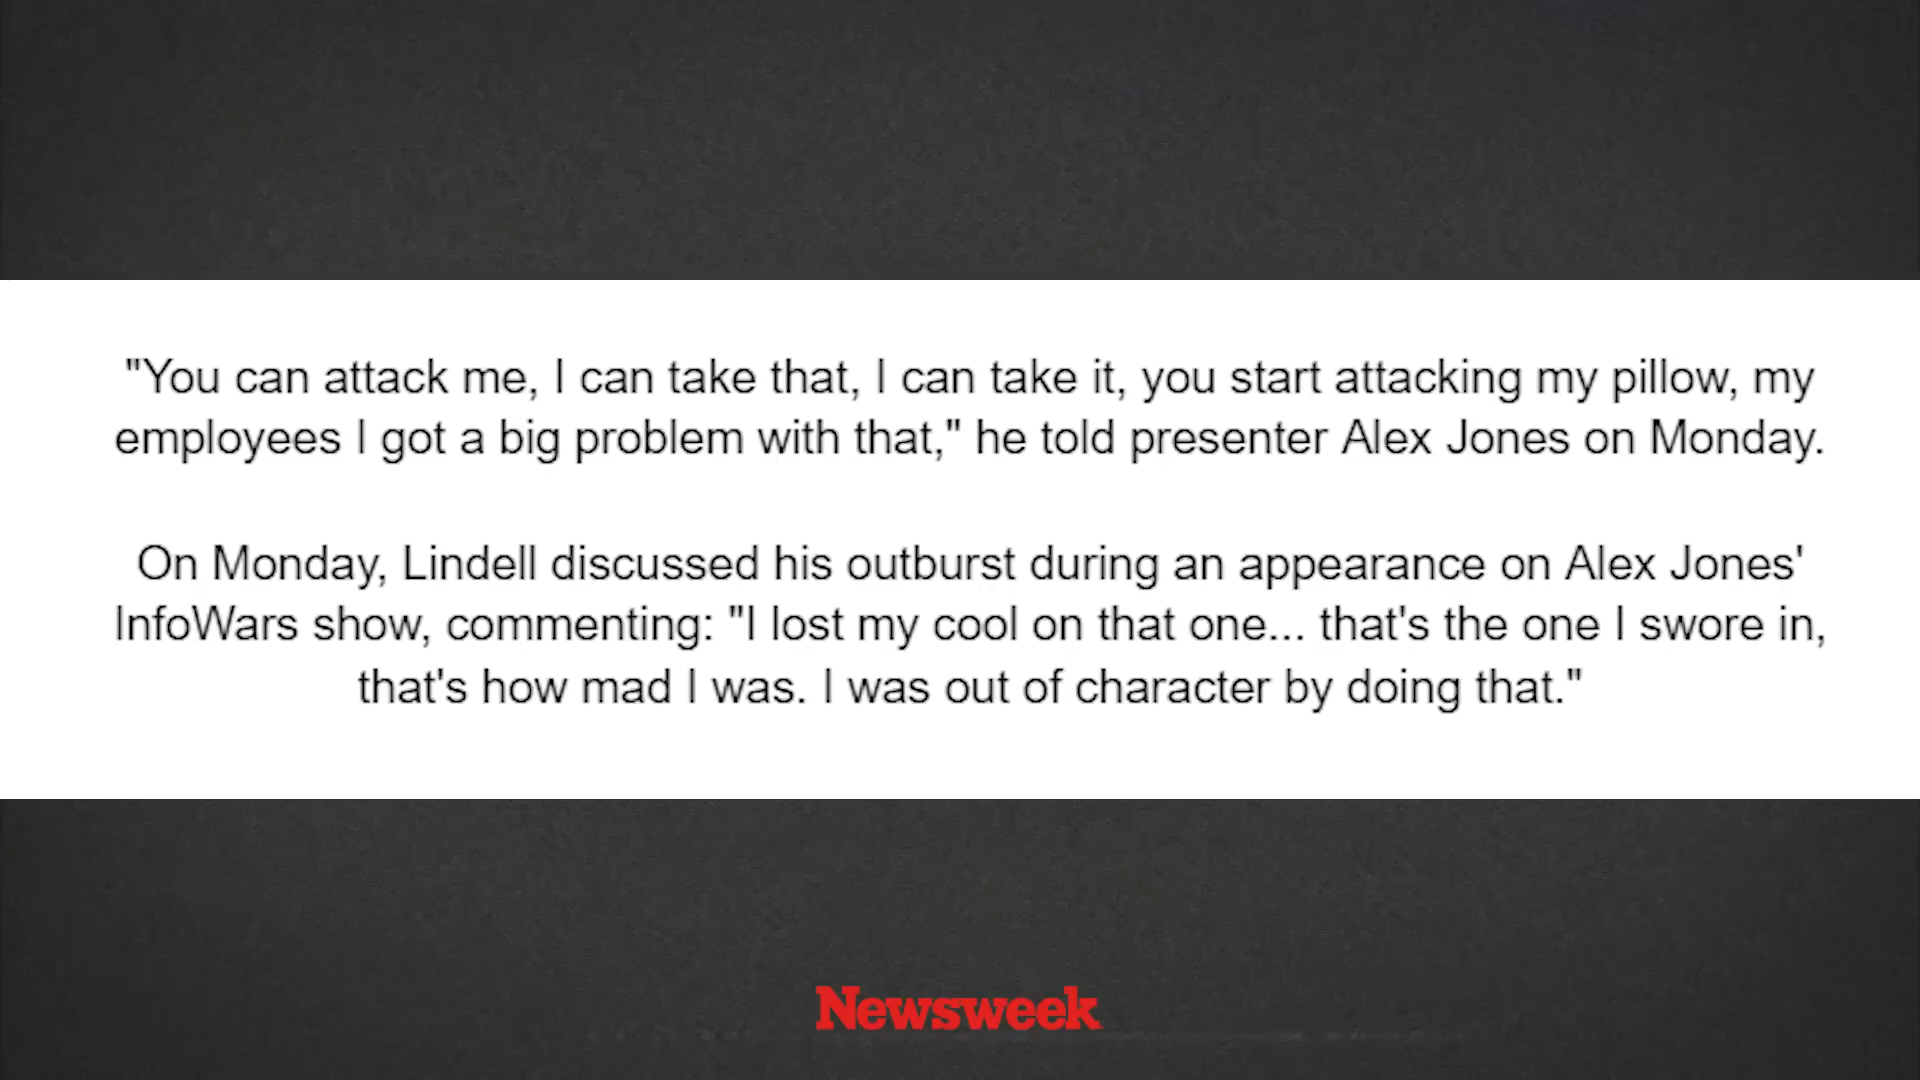 "You can attack me, I can take that, I can take it, you start attacking my pillow, my
employees I got a big problem with that," he told presenter Alex Jones on Monday.
On Monday, Lindell discussed his outburst during an appearance on Alex Jones'
InfoWars show, commenting: "I lost my cool on that one... that's the one I swore in,
that's how mad I was. I was out of character by doing that."
Newsweek